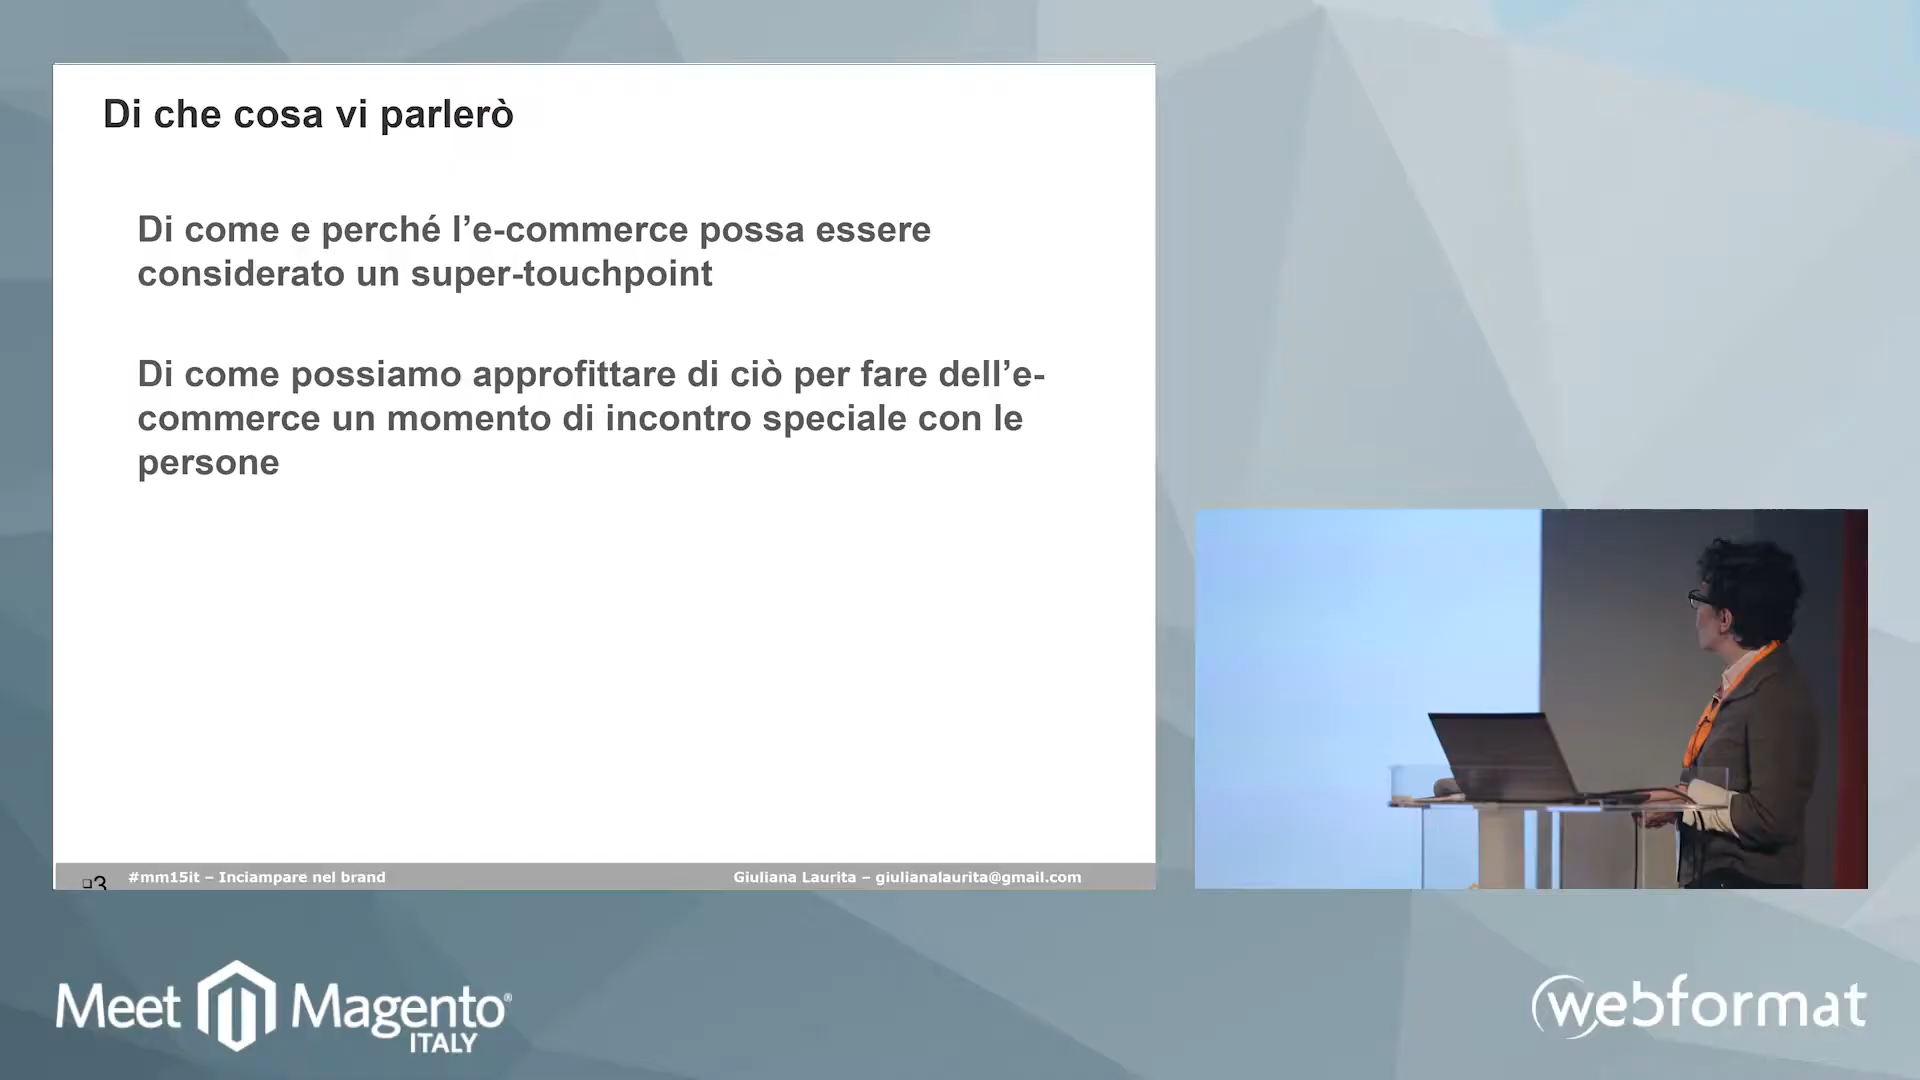 Di che cosa vi parlerò
Di come e perché l’e-commerce possa essere
considerato un super-touchpoint
Di come possiamo approfittare di ciò per fare dell’e-
commerce un momento di incontro speciale con le
persone
3
#mm15it – Inciampare nel brand
Giuliana Laurita – giulianalaurita@gmail.com
Meet Magento®
ITALY
webformat